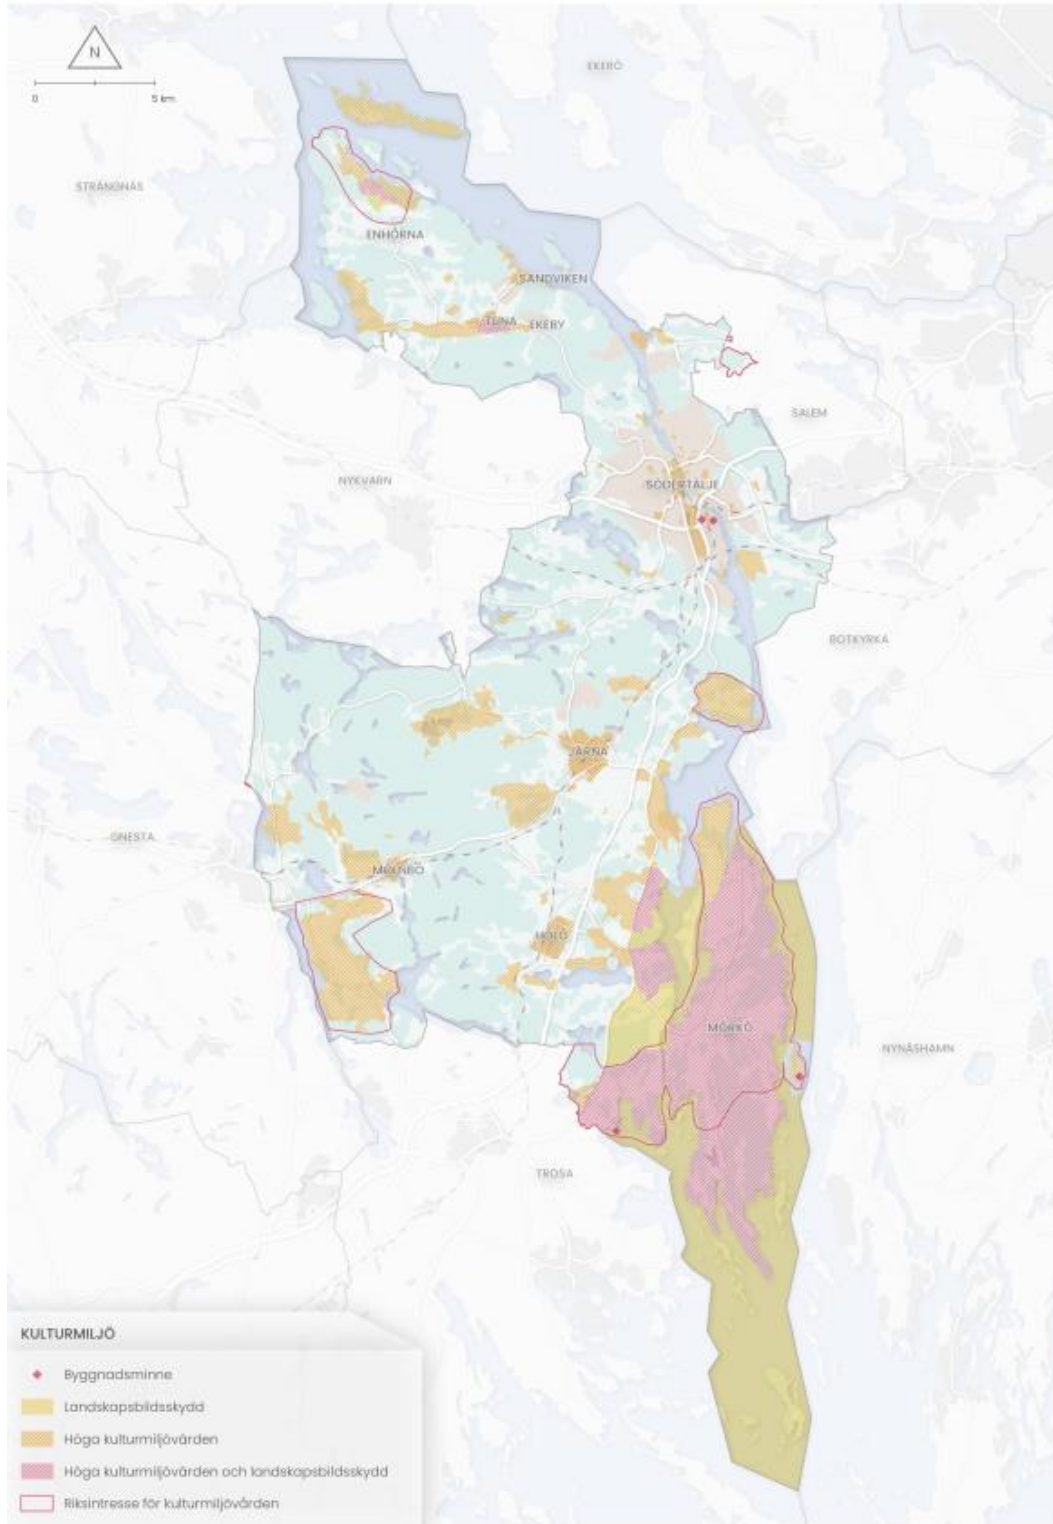 N
0 5 km
EKERÖ
STRÄNGNÄS
ENHÖRNA
SANDVIKEN
TUNA EKEBY
SALEM
NYKVARN
SÖDERTÄLJE
BOTKYRKA
JÄRNA
GNESTA
MÖLNBO
HÖLÖ
MÖRKÖ
NYNÄSHAMN
TROSA
KULTURMILJÖ
Byggnadsminne
Landskapsbildsskydd
Höga kulturmiljövärden
Höga kulturmiljövärden och landskapsbildsskydd
Riksintresse för kulturmiljövården